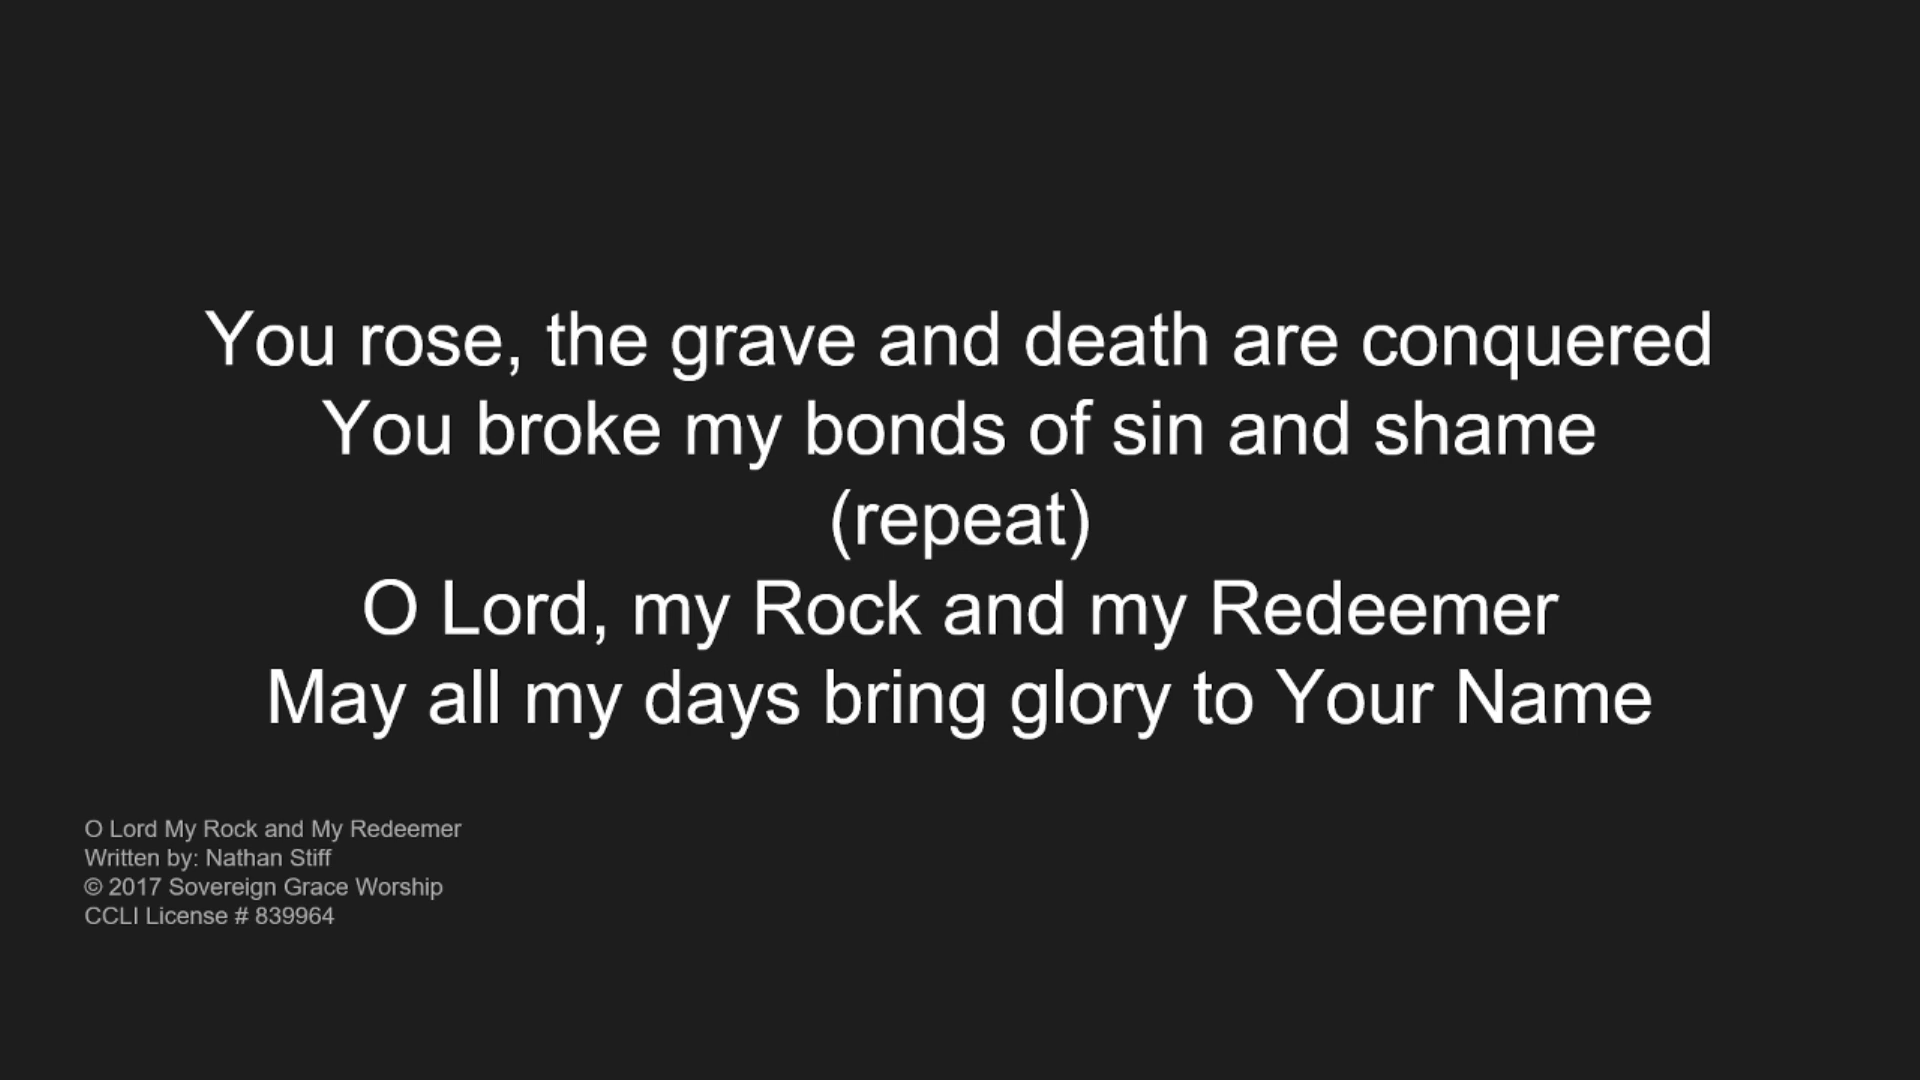 You rose, the grave and death are conquered
You broke my bonds of sin and shame
(repeat)
O Lord, my Rock and my Redeemer
May all my days bring glory to Your Name
O Lord My Rock and My Redeemer
Written by: Nathan Stiff
© 2017 Sovereign Grace Worship
CCLI License # 839964